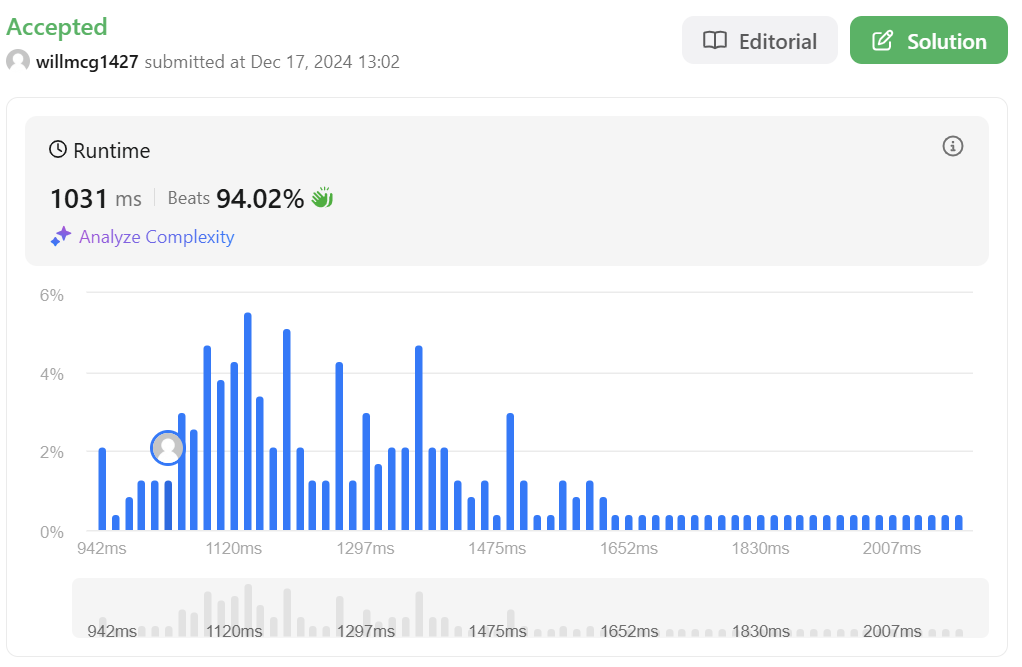 Accepted
willmcg1427 submitted at Dec 17, 2024 13:02
Editorial
Solution
Runtime
1031 ms Beats 94.02%
Analyze Complexity
6%
4%
2%
0%
942ms 1120ms 1297ms 1475ms 1652ms 1830ms 2007ms
942ms 1120ms 1297ms 1475ms 1652ms 1830ms 2007ms